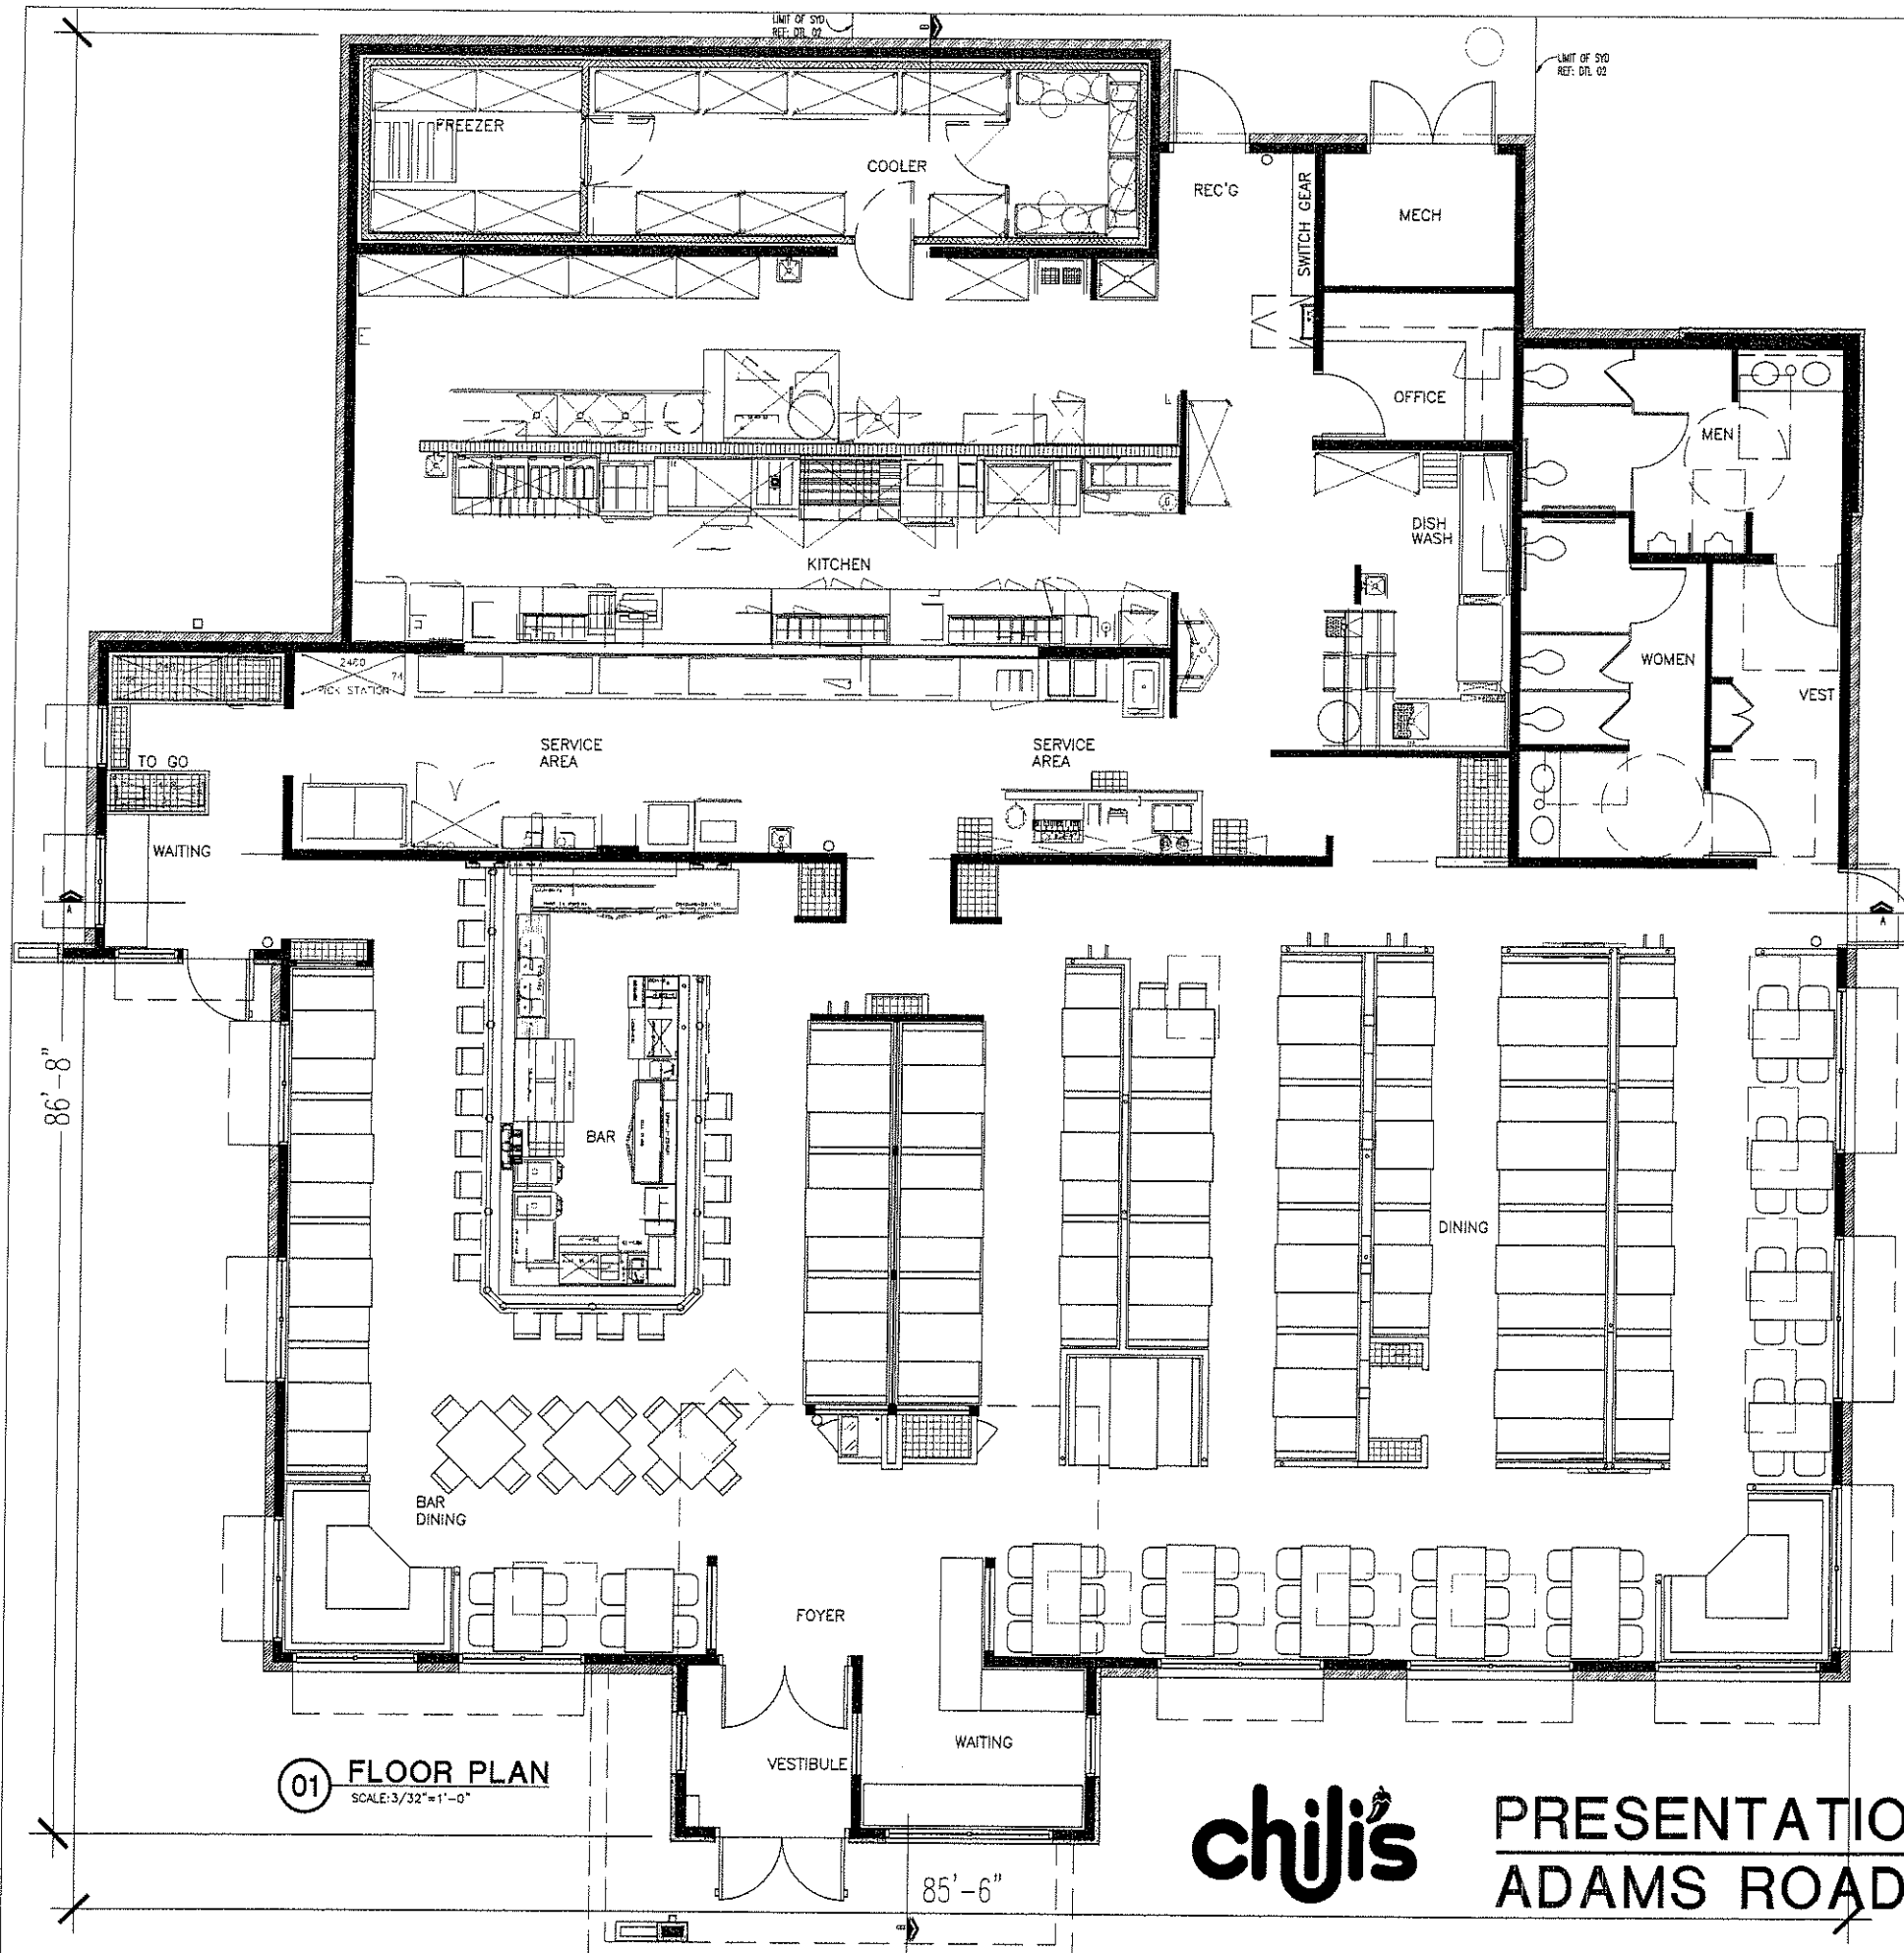 LIMIT OF SYD
REF: DTL 02
LIMIT OF SYD
REF: DTL 02
FREEZER
COOLER
REC'G
SWITCH GEAR
MECH
OFFICE
MEN
DISH
WASH
KITCHEN
WOMEN
VEST
2460
74
PICK STATION
SERVICE
AREA
SERVICE
AREA
TO GO
WAITING
A
A
86'-8"
BAR
DINING
BAR
DINING
FOYER
WAITING
VESTIBULE
01 FLOOR PLAN
SCALE:3/32"=1'-0"
chili's
PRESENTATIO
ADAMS ROAD
85'-6"